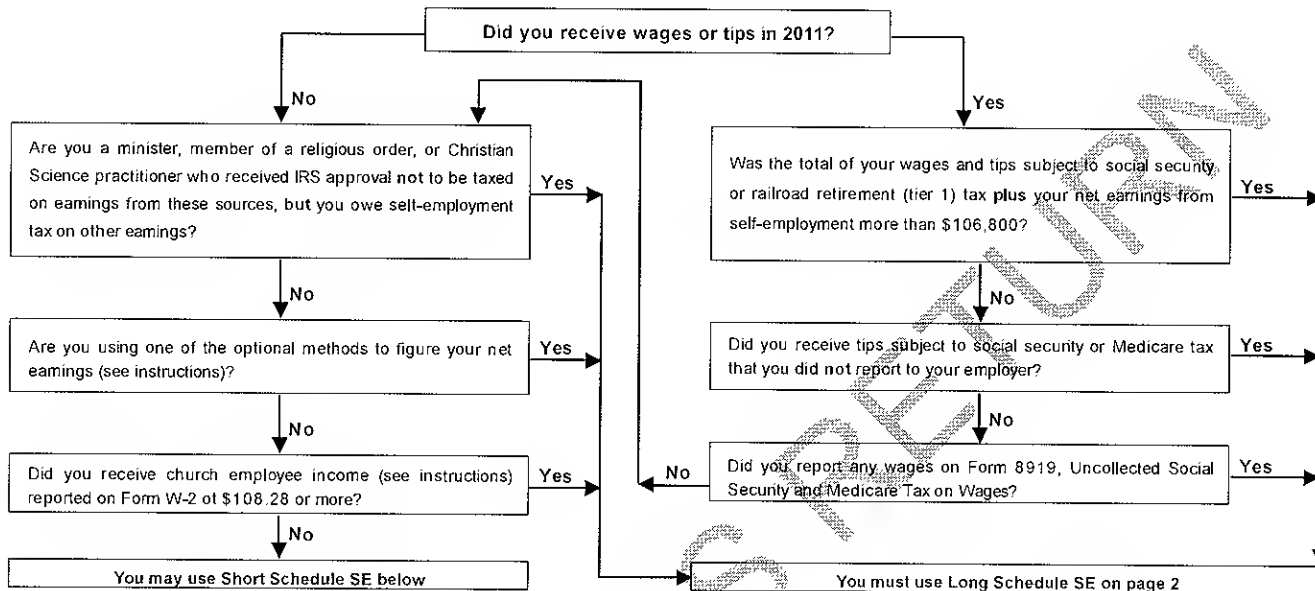 Did you receive wages or tips in 2011?
No
Yes
Are you a minister, member of a religious order, or Christian
Science practitioner who received IRS approval not to be taxed
on earnings from these sources, but you owe self-employment
tax on other earnings?
Yes
Was the total of your wages and tips subject to social security
or railroad retirement (tier 1) tax plus your net earnings from
self-employment more than $106,800?
Yes
No
No
Are you using one of the optional methods to figure your net
earnings (see instructions)?
Yes
Did you receive tips subject to social security or Medicare tax
that you did not report to your employer?
Yes
No
No
Did you receive church employee income (see instructions)
reported on Form W-2 ot $108.28 or more?
Yes
No
Did you report any wages on Form 8919, Uncollected Social
Security and Medicare Tax on Wages?
Yes
No
You may use Short Schedule SE below
You must use Long Schedule SE on page 2
S RETURN